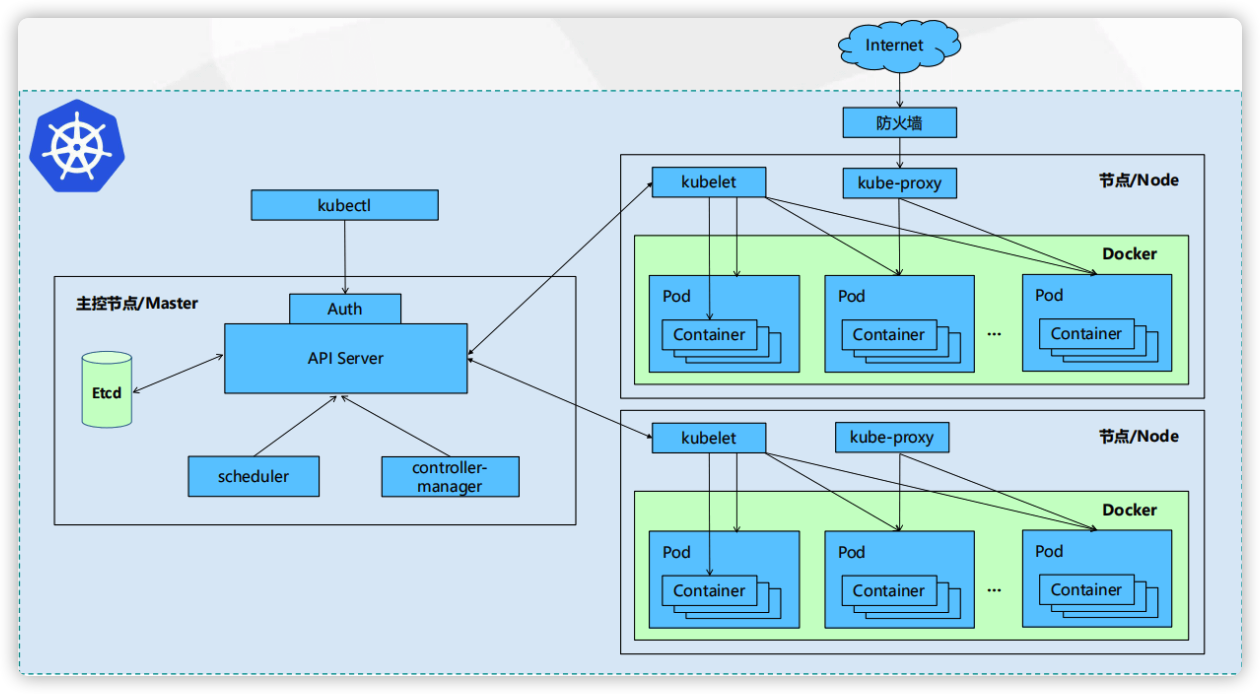 Internet
防火墙
kubectl
主控节点/Master
Auth
API Server
Etcd
scheduler
controller-
manager
kubelet
kube-proxy
节点/Node
Docker
Pod
Container
Pod
Container
...
Pod
Container
kubelet
kube-proxy
节点/Node
Docker
Pod
Container
Pod
Container
...
Pod
Container